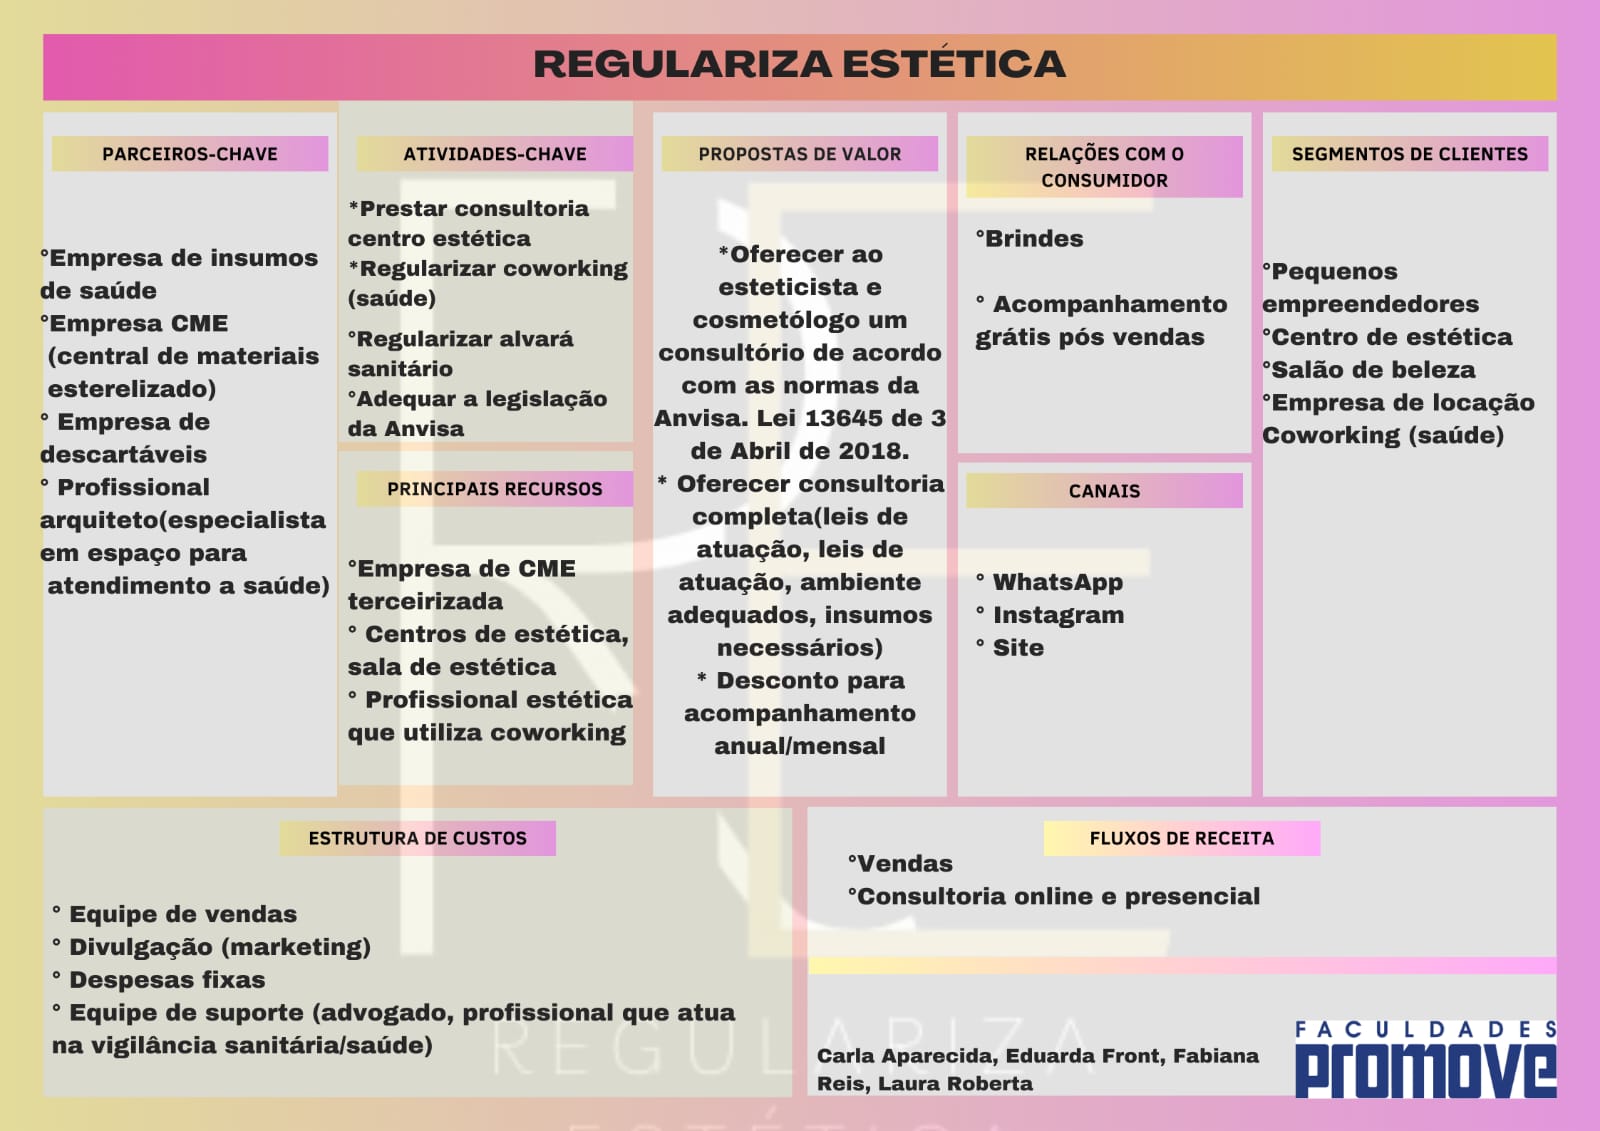 REGULARIZA ESTÉTICA
PARCEIROS-CHAVE
°Empresa de insumos
de saúde
°Empresa CME
(central de materiais
esterelizado)
° Empresa de
descartáveis
° Profissional
arquiteto(especialista
em espaço para
atendimento a saúde)
ATIVIDADES-CHAVE
*Prestar consultoria
centro estética
*Regularizar coworking
(saúde)
°Regularizar alvará
sanitário
°Adequar a legislação
da Anvisa
PRINCIPAIS RECURSOS
°Empresa de CME
terceirizada
° Centros de estética,
sala de estética
° Profissional estética
que utiliza coworking
PROPOSTAS DE VALOR
*Oferecer ao
esteticista e
cosmetólogo um
consultório de acordo
com as normas da
Anvisa. Lei 13645 de 3
de Abril de 2018.
* Oferecer consultoria
completa(leis de
atuação, leis de
atuação, ambiente
adequados, insumos
necessários)
* Desconto para
acompanhamento
anual/mensal
RELAÇÕES COM O
CONSUMIDOR
°Brindes
° Acompanhamento
grátis pós vendas
CANAIS
° WhatsApp
° Instagram
° Site
SEGMENTOS DE CLIENTES
°Pequenos
empreendedores
°Centro de estética
°Salão de beleza
°Empresa de locação
Coworking (saúde)
ESTRUTURA DE CUSTOS
° Equipe de vendas
° Divulgação (marketing)
° Despesas fixas
° Equipe de suporte (advogado, profissional que atua
na vigilância sanitária/saúde)
FLUXOS DE RECEITA
°Vendas
°Consultoria online e presencial
Carla Aparecida, Eduarda Front, Fabiana
Reis, Laura Roberta
FACULDADES
promove
RE
REGULARIZA
ESTÉTICA